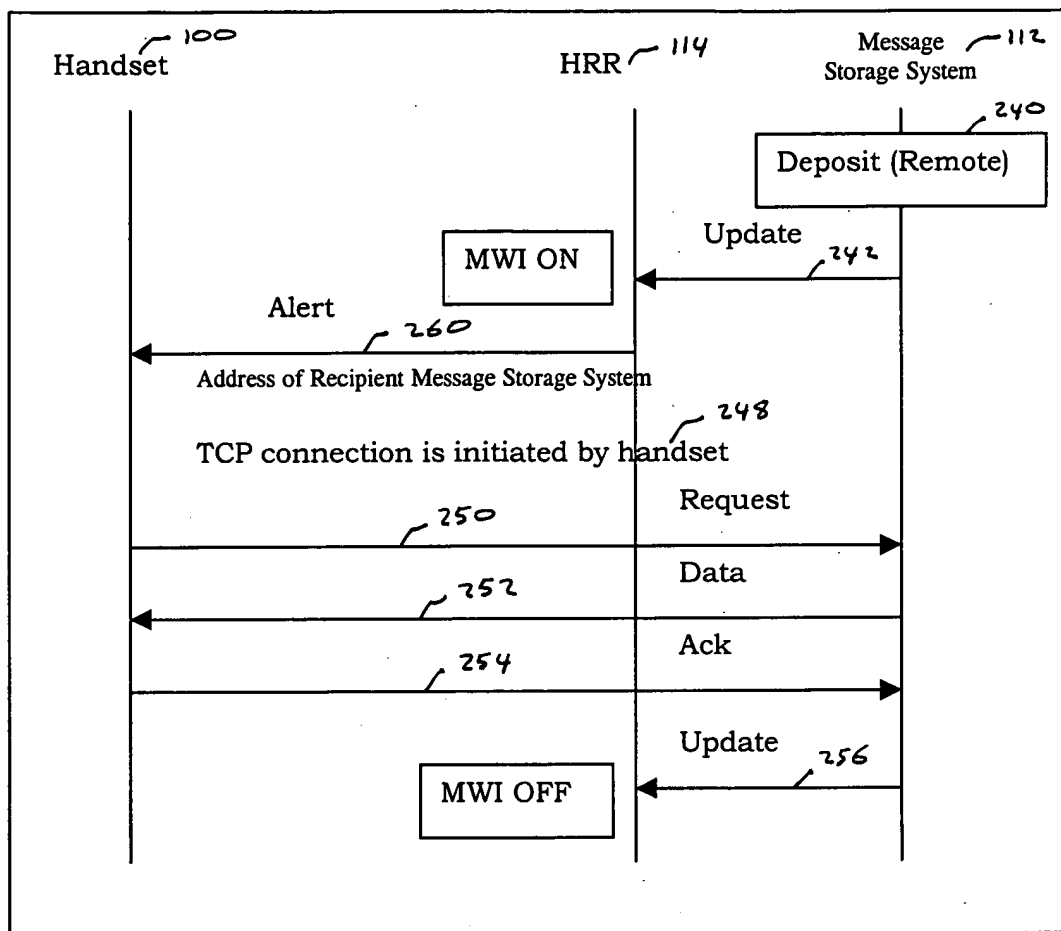 100
Handset
HRR 114
Message 112
Storage System
240
Deposit (Remote)
Update
242
MWI ON
Alert
260
Address of Recipient Message Storage System
248
TCP connection is initiated by handset
Request
250
Data
252
Ack
254
Update
256
MWI OFF